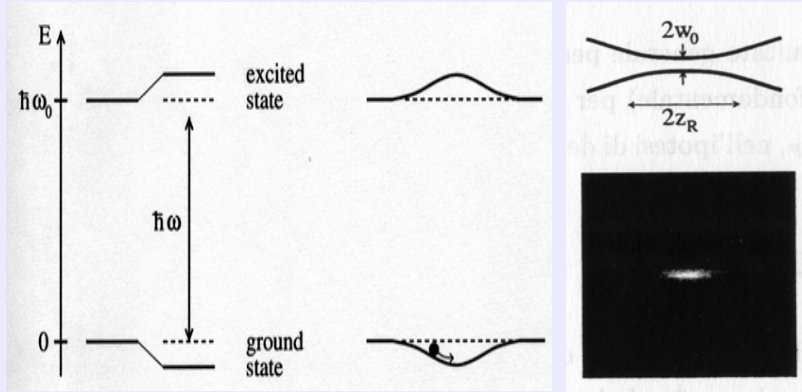 E
ħω₀
excited
state
ħω
0
ground
state
2w₀
2z_R